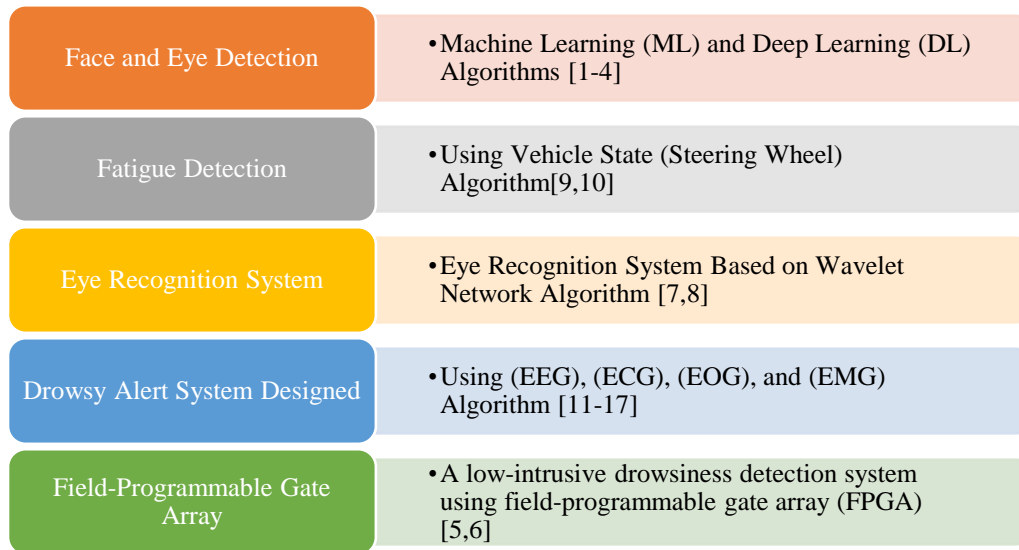 Face and Eye Detection
•Machine Learning (ML) and Deep Learning (DL)
Algorithms [1-4]
Fatigue Detection
•Using Vehicle State (Steering Wheel)
Algorithm[9,10]
Eye Recognition System
•Eye Recognition System Based on Wavelet
Network Algorithm [7,8]
Drowsy Alert System Designed
•Using (EEG), (ECG), (EOG), and (EMG)
Algorithm [11-17]
Field-Programmable Gate
Array
•A low-intrusive drowsiness detection system
using field-programmable gate array (FPGA)
[5,6]